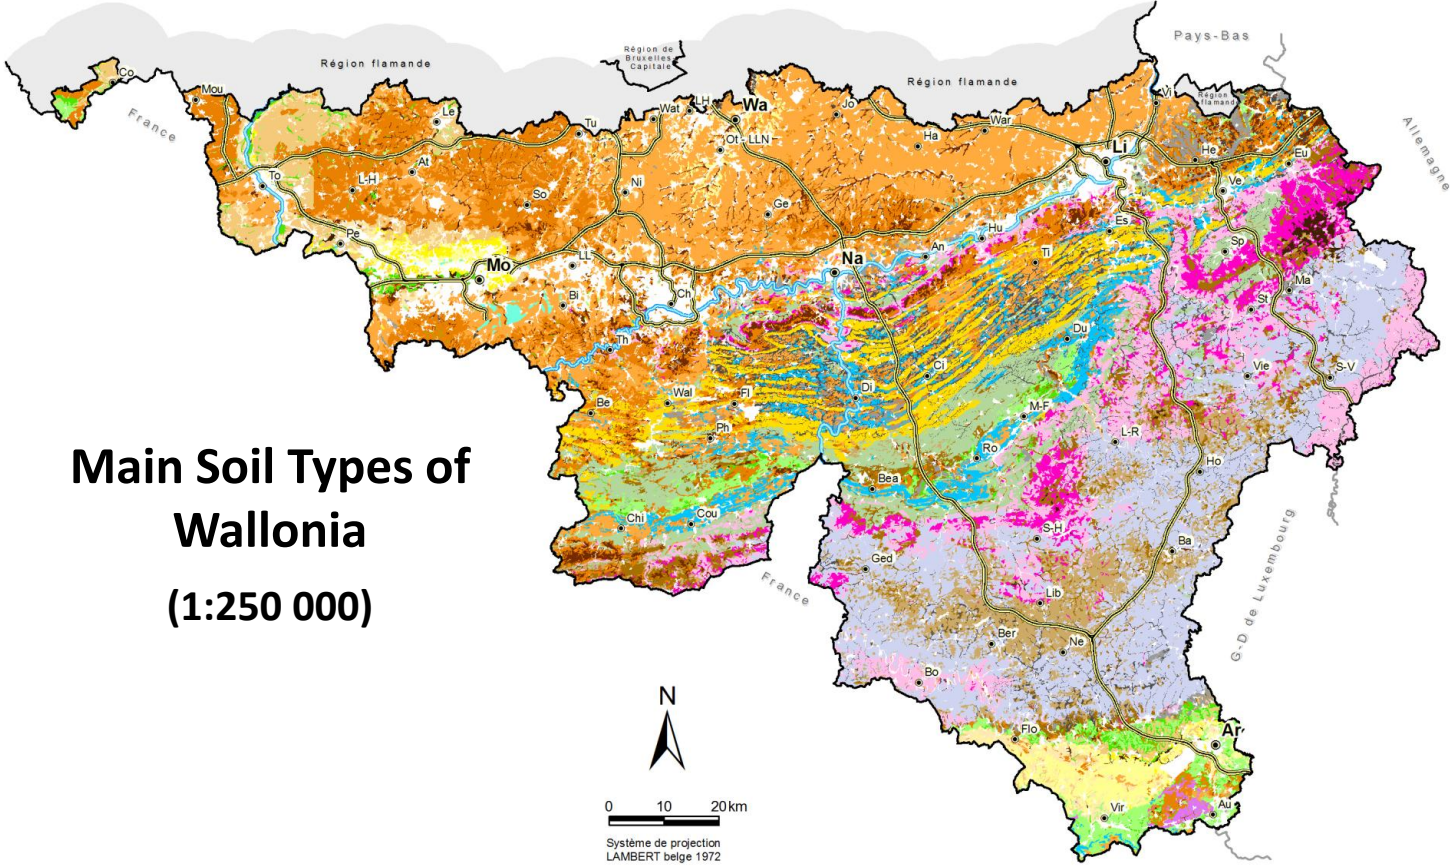 Pays-Bas
Région de
Bruxelles
Capitale
Région flamande
Région flamande
Région
flamande
Co
Mou
France
Lé
Tu
Wat
LH
Wa
Jo
War
Vi
Ha
Li
He
Eu
Allemagne
Ot - LLN
At
To
L-H
So
Ni
Ge
Ve
Es
Pe
Hu
Sp
An
Ti
Mo
LL
Na
Ma
Bi
Ch
St
Th
Du
Di
Ci
Vie
S-V
Be
Wal
Fl
M-F
Ph
L-R
Main Soil Types of
Wallonia
(1:250 000)
Ro
Ho
Bea
Chi
Cou
S-H
Ba
Ged
France
Lib
G-D de Luxembourg
Ber
Ne
Bo
N
Flo
Ar
Vir
Au
0 10 20 km
Système de projection
LAMBERT belge 1972